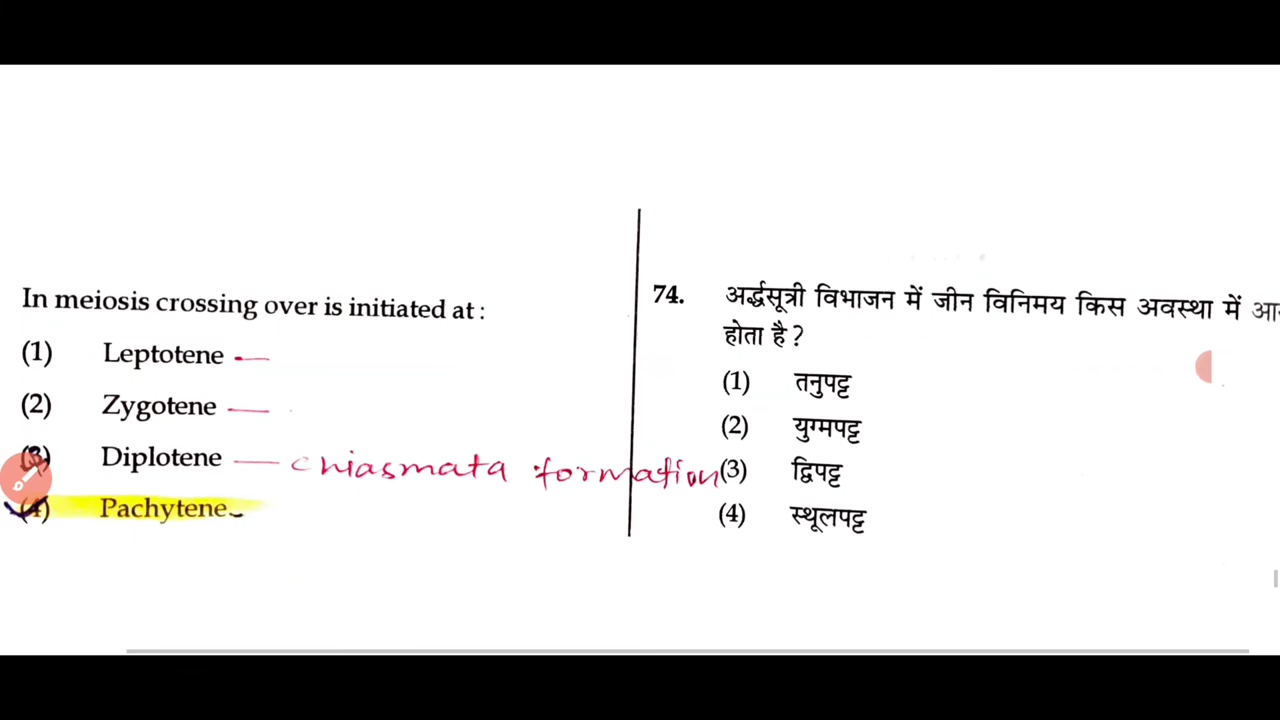 In meiosis crossing over is initiated at :
(1) Leptotene —
(2) Zygotene —
(3) Diplotene — chiasmata formation
(4) Pachytene
74. अर्द्धसूत्री विभाजन में जीन विनिमय किस अवस्था में
होता है ?
(1) तनुपट्ट
(2) युग्मपट्ट
(3) द्विपट्ट
(4) स्थूलपट्ट